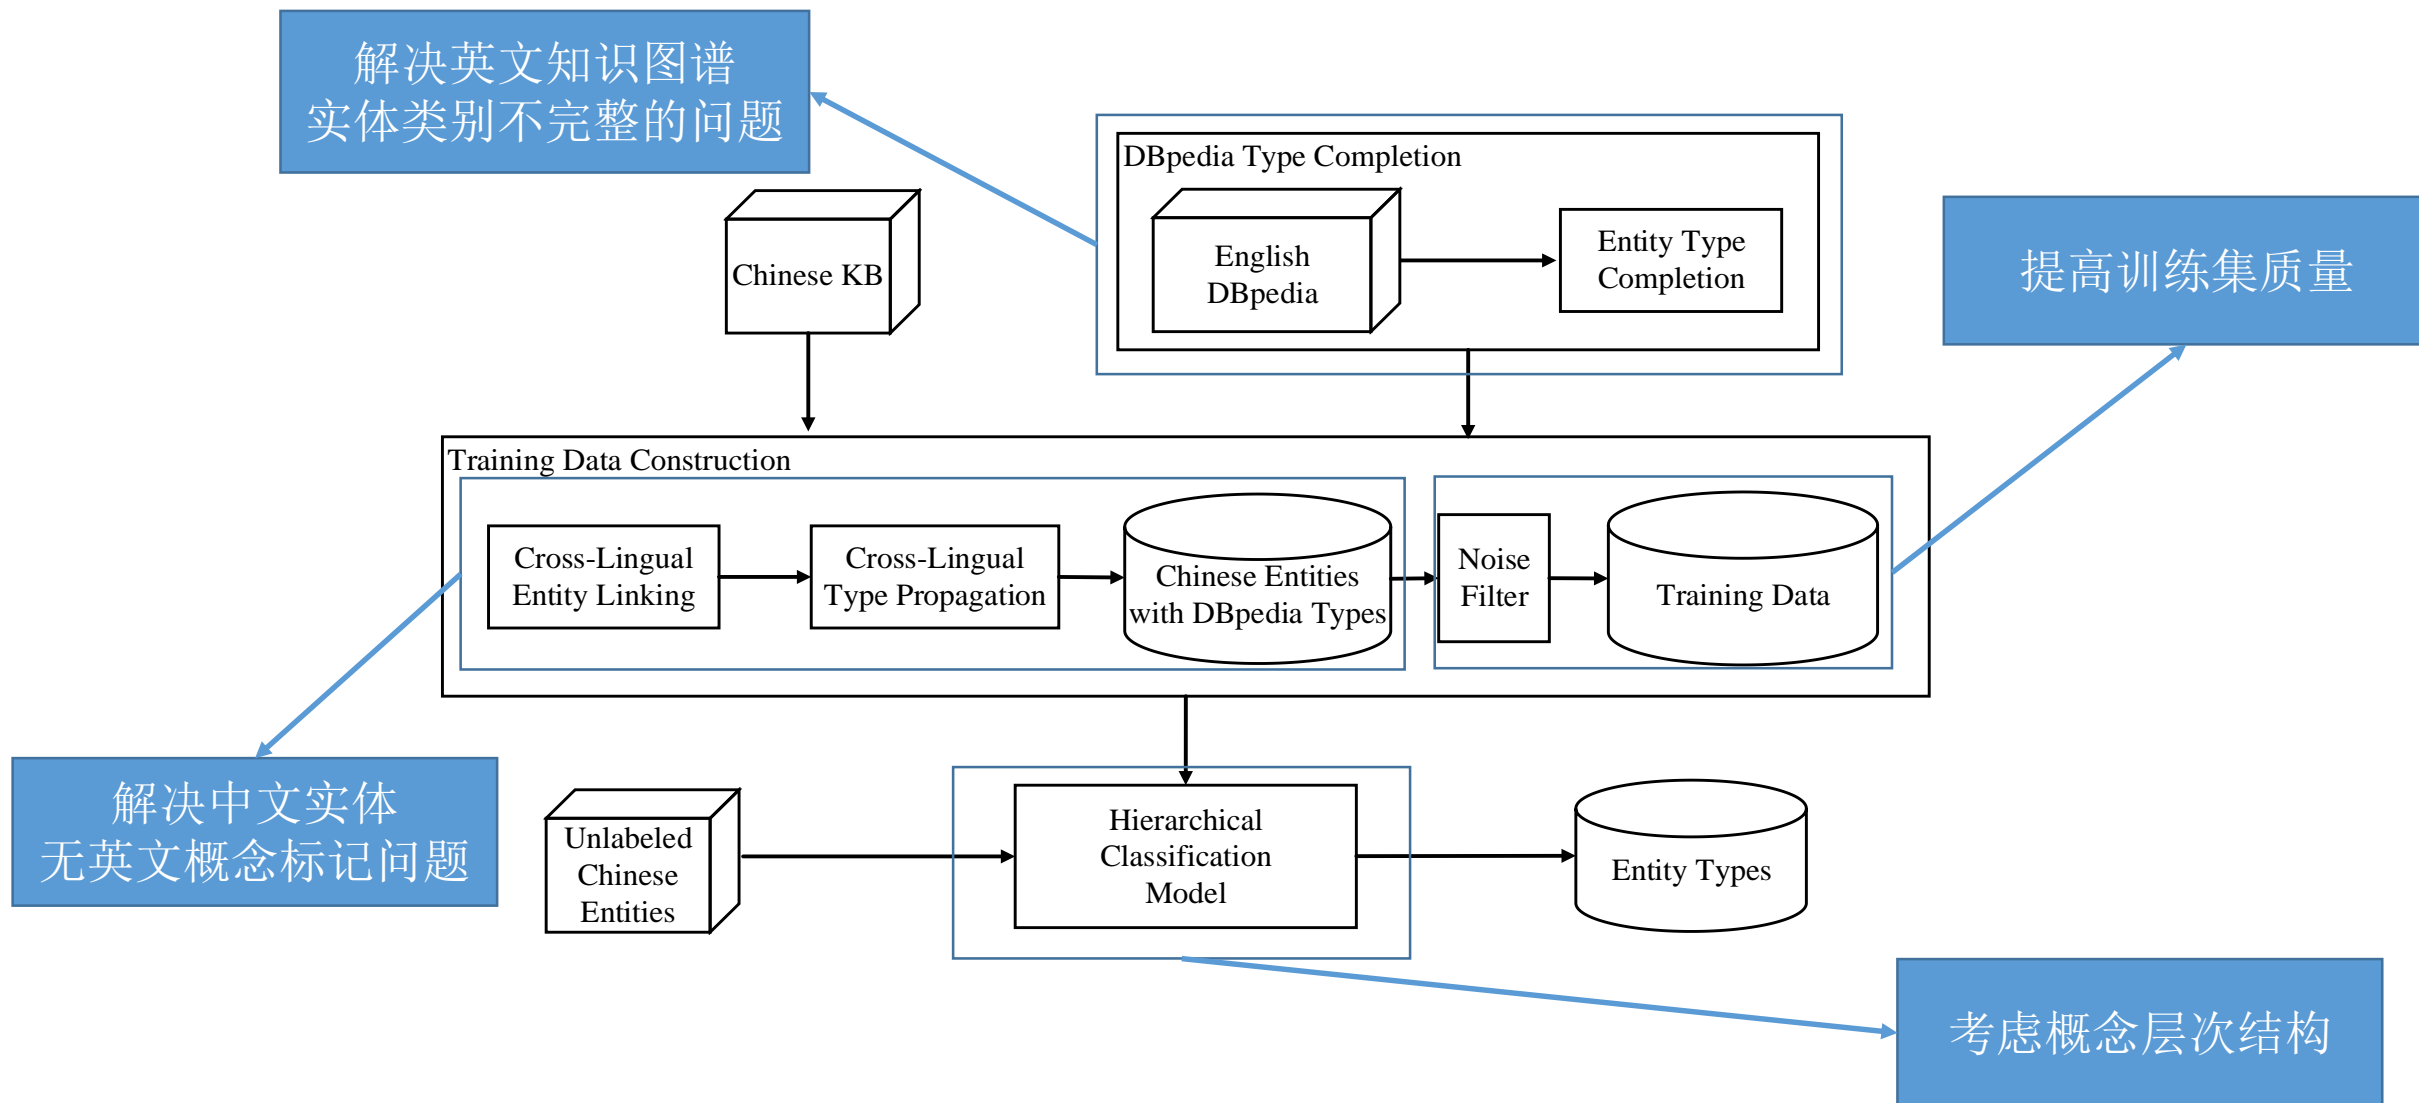 解决英文知识图谱
实体类别不完整的问题
DBpedia Type Completion
English
DBpedia
Entity Type
Completion
Chinese KB
提高训练集质量
Training Data Construction
Cross-Lingual
Entity Linking
Cross-Lingual
Type Propagation
Chinese Entities
with DBpedia Types
Noise
Filter
Training Data
解决中文实体
无英文概念标记问题
Unlabeled
Chinese
Entities
Hierarchical
Classification
Model
Entity Types
考虑概念层次结构